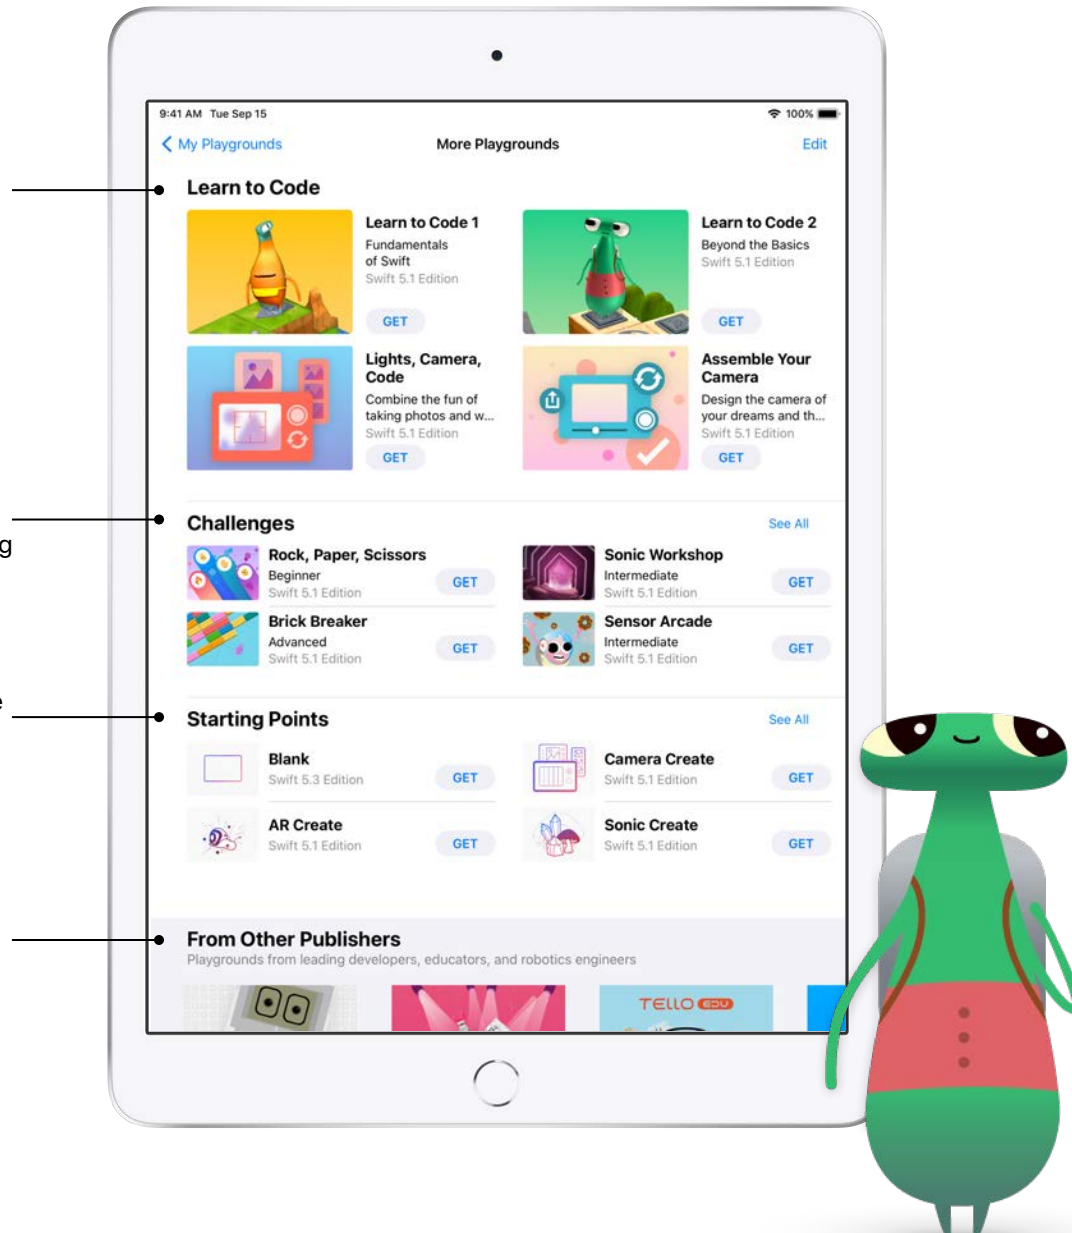 9:41 AM Tue Sep 15
100%
My Playgrounds
More Playgrounds
Edit
Learn to Code
Learn to Code 1
Fundamentals
of Swift
Swift 5.1 Edition
GET
Learn to Code 2
Beyond the Basics
Swift 5.1 Edition
GET
Lights, Camera,
Code
Combine the fun of
taking photos and w...
Swift 5.1 Edition
GET
Assemble Your
Camera
Design the camera of
your dreams and th...
Swift 5.1 Edition
GET
Challenges
See All
Rock, Paper, Scissors
Beginner
Swift 5.1 Edition
GET
Sonic Workshop
Intermediate
Swift 5.1 Edition
GET
Brick Breaker
Advanced
Swift 5.1 Edition
GET
Sensor Arcade
Intermediate
Swift 5.1 Edition
GET
Starting Points
See All
Blank
Swift 5.3 Edition
GET
Camera Create
Swift 5.1 Edition
GET
AR Create
Swift 5.1 Edition
GET
Sonic Create
Swift 5.1 Edition
GET
From Other Publishers
Playgrounds from leading developers, educators, and robotics engineers
TELLO EDU